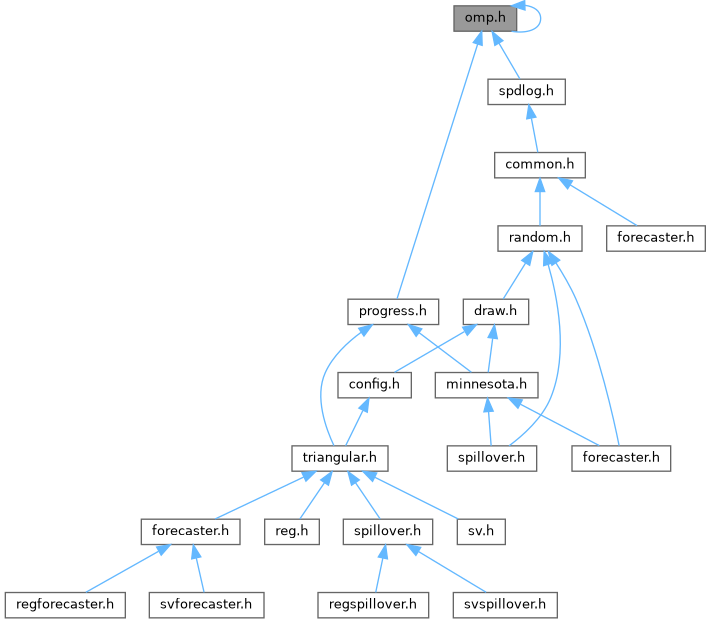 omp.h
spdlog.h
common.h
random.h
forecaster.h
progress.h
draw.h
config.h
minnesota.h
triangular.h
spillover.h
forecaster.h
forecaster.h
reg.h
spillover.h
sv.h
regforecaster.h
svforecaster.h
regspillover.h
svspillover.h